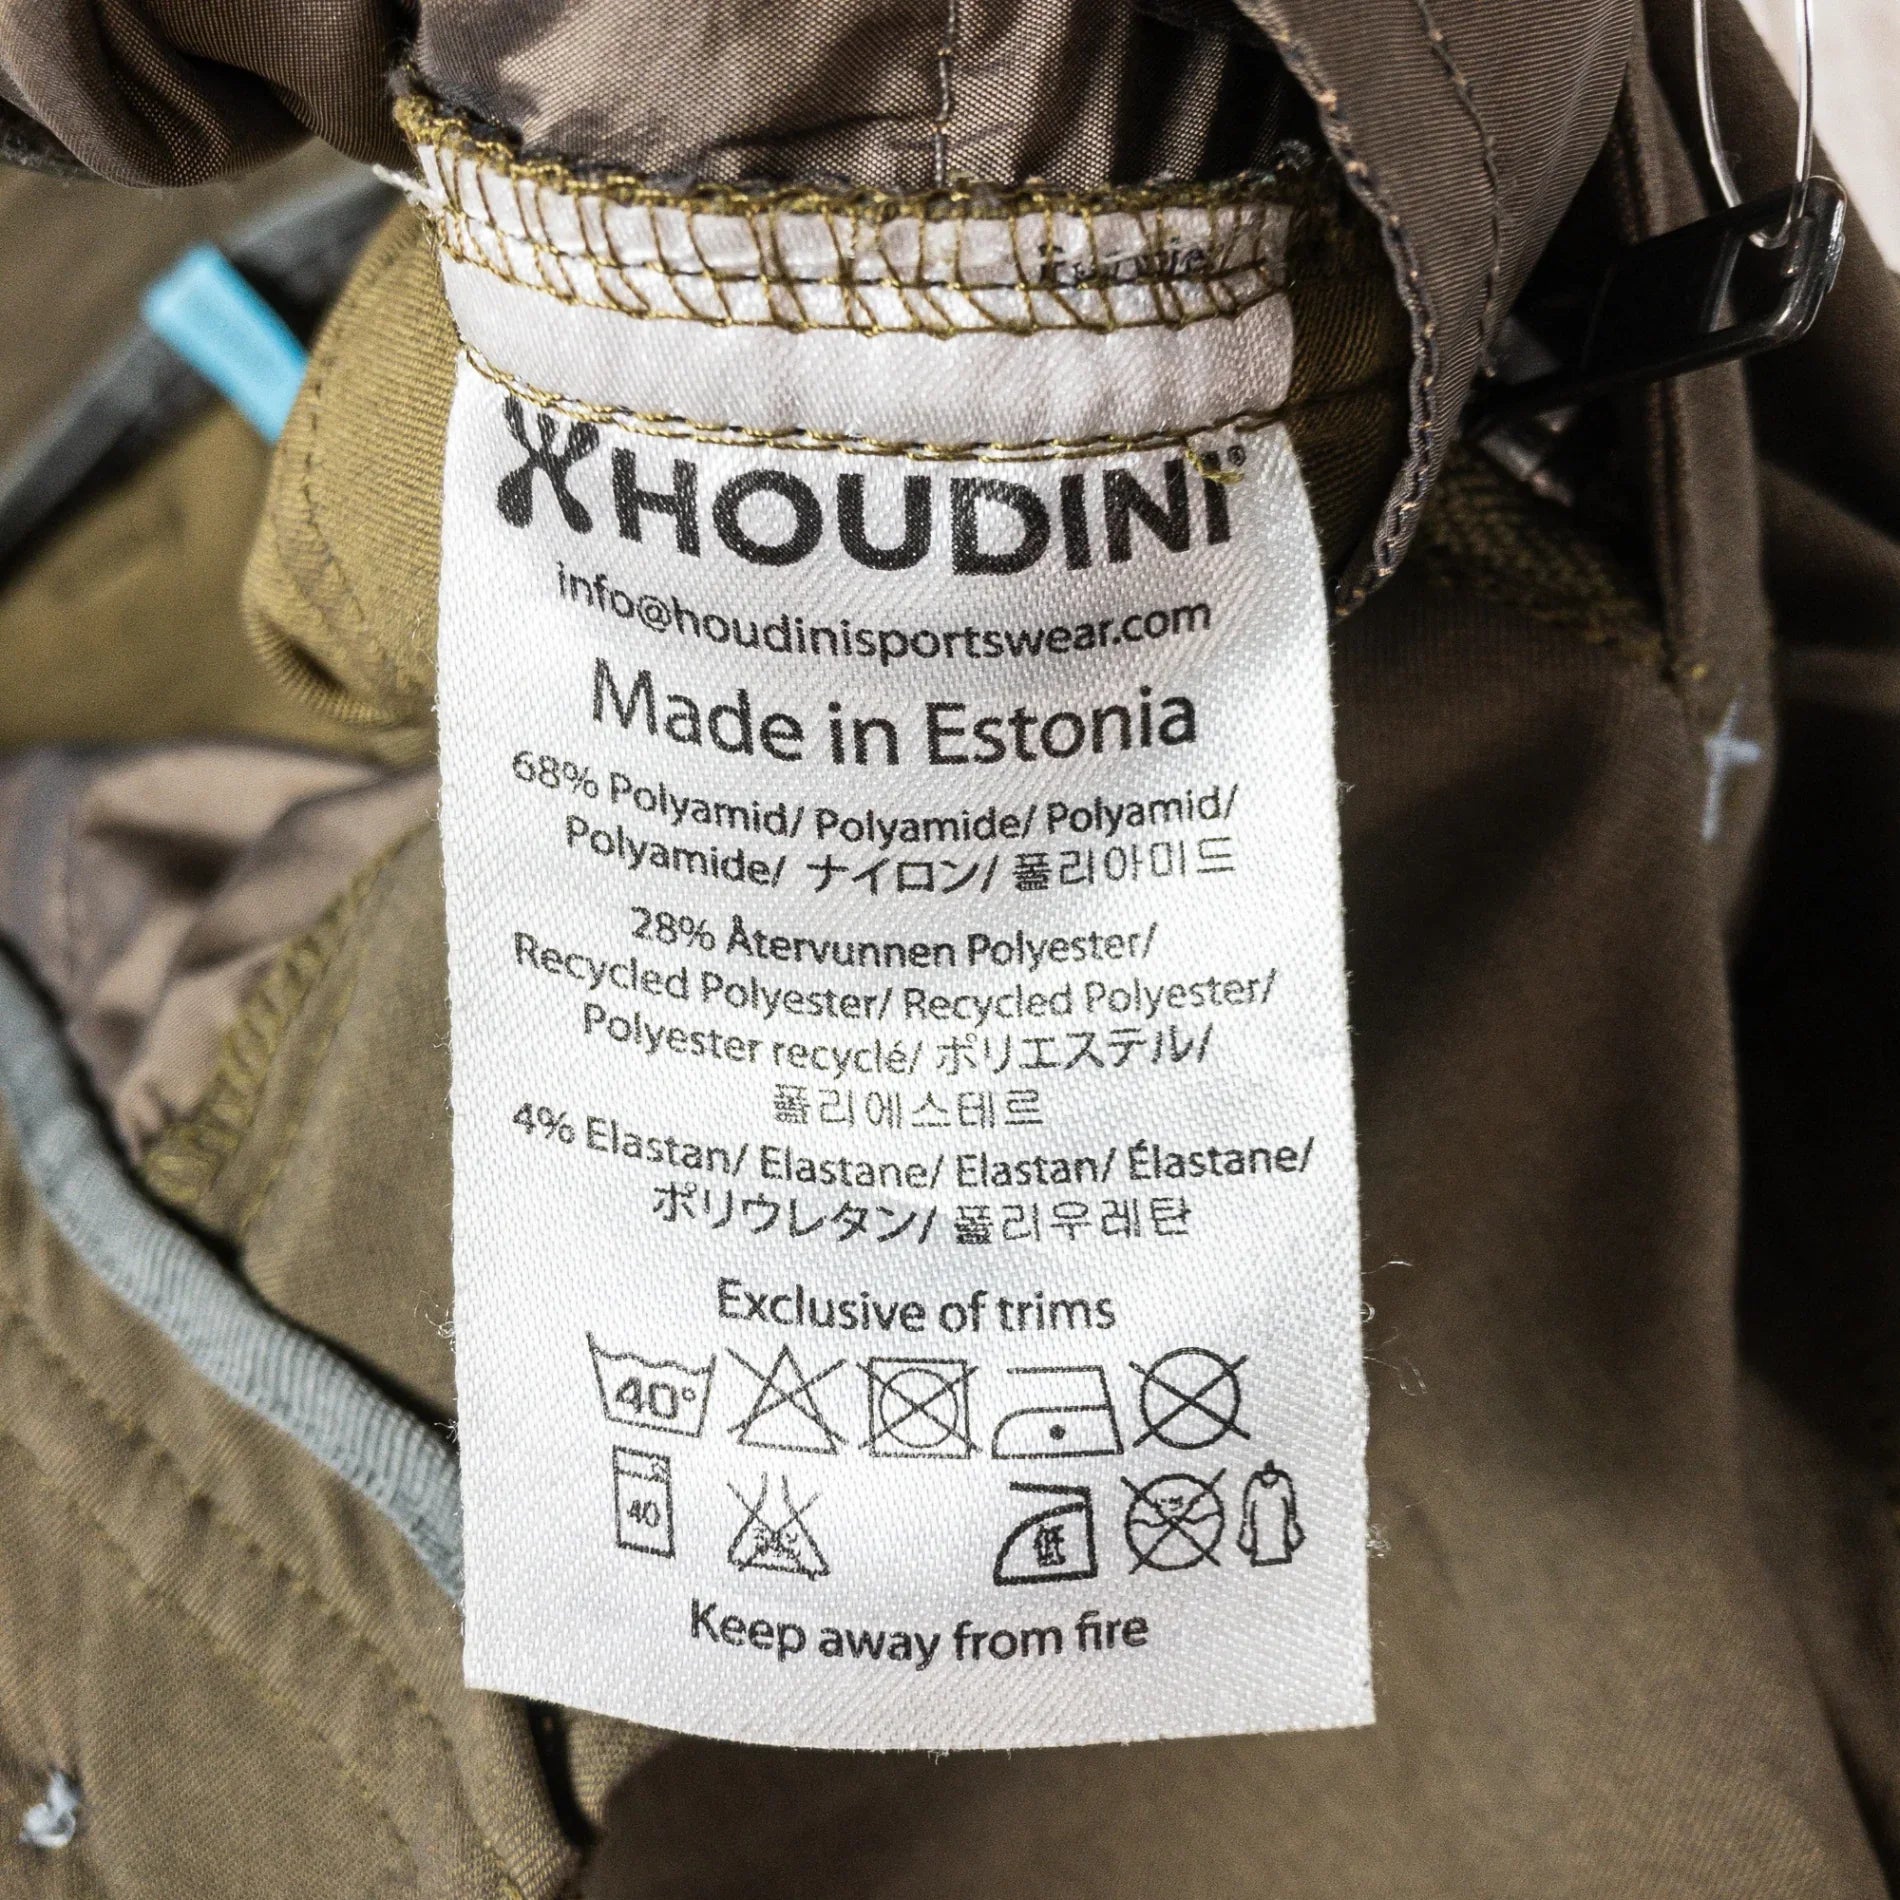 HOUDINI®
info@houdinisportswear.com
Made in Estonia
68% Polyamid/ Polyamide/ Polyamid/
Polyamide/ ナイロン/ 폴리아미드
28% Återvunnen Polyester/
Recycled Polyester/ Recycled Polyester/
Polyester recyclé/ ポリエステル/
폴리에스테르
4% Elastan/ Elastane/ Elastan/ Élastane/
ポリウレタン/ 폴리우레탄
Exclusive of trims
40°
40
低
Keep away from fire